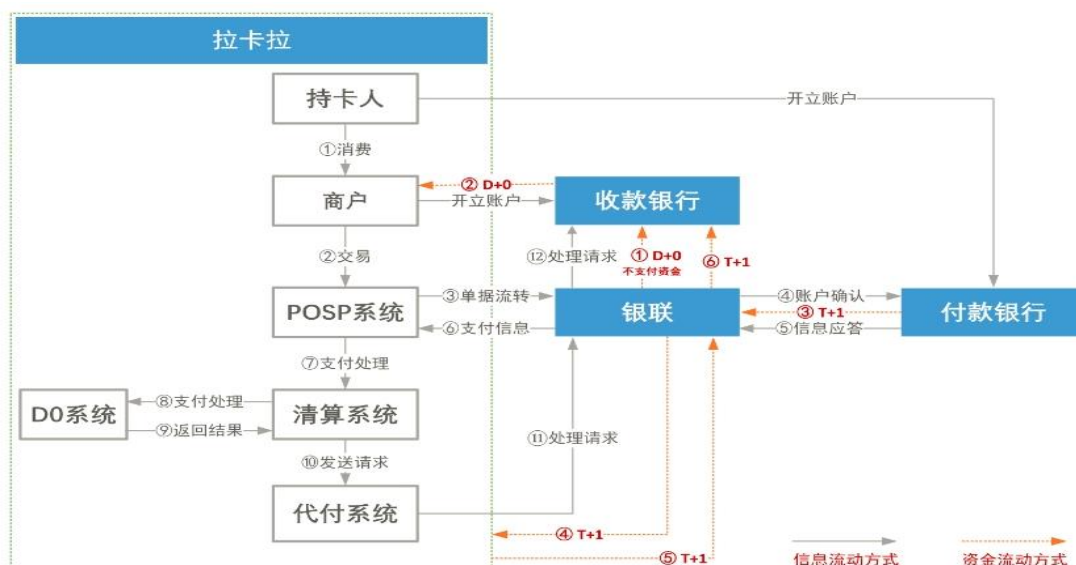 拉卡拉
持卡人
开立账户
①消费
② D+0
商户
开立账户
收款银行
②交易
⑫处理请求
① D+0
不支付资金
⑥ T+1
POSP系统
③单据流转
⑥支付信息
银联
④账户确认
③ T+1
⑤信息应答
付款银行
⑦支付处理
D0系统
⑧支付处理
⑨返回结果
清算系统
⑪处理请求
⑩发送请求
代付系统
④ T+1
⑤ T+1
信息流动方式
资金流动方式